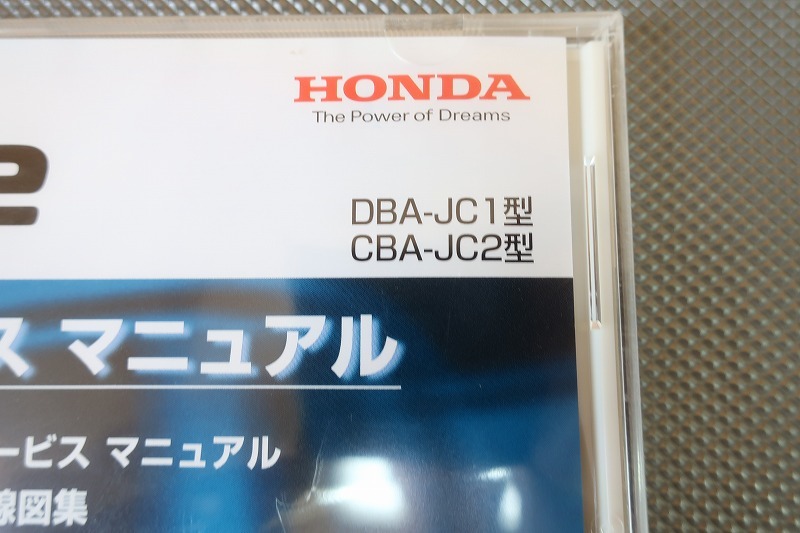 HONDA
The Power of Dreams
e
DBA-JC1型
CBA-JC2型
ス マニュアル
ービス マニュアル
線図集